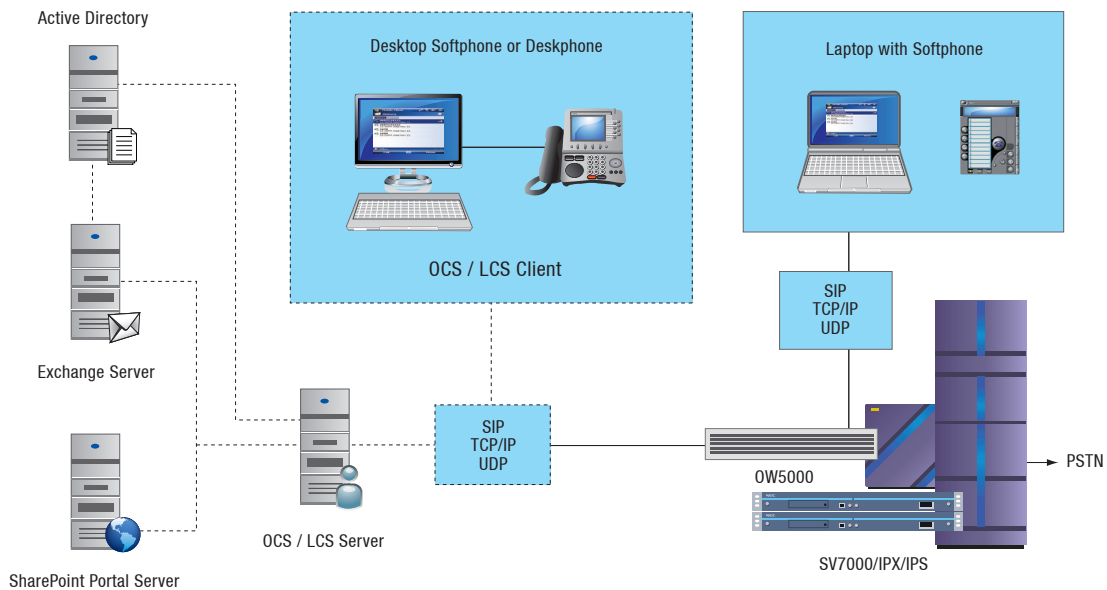 Active Directory
Desktop Softphone or Deskphone
Laptop with Softphone
OCS / LCS Client
SIP
TCP/IP
UDP
Exchange Server
SIP
TCP/IP
UDP
OW5000
PSTN
OCS / LCS Server
SV7000/IPX/IPS
SharePoint Portal Server